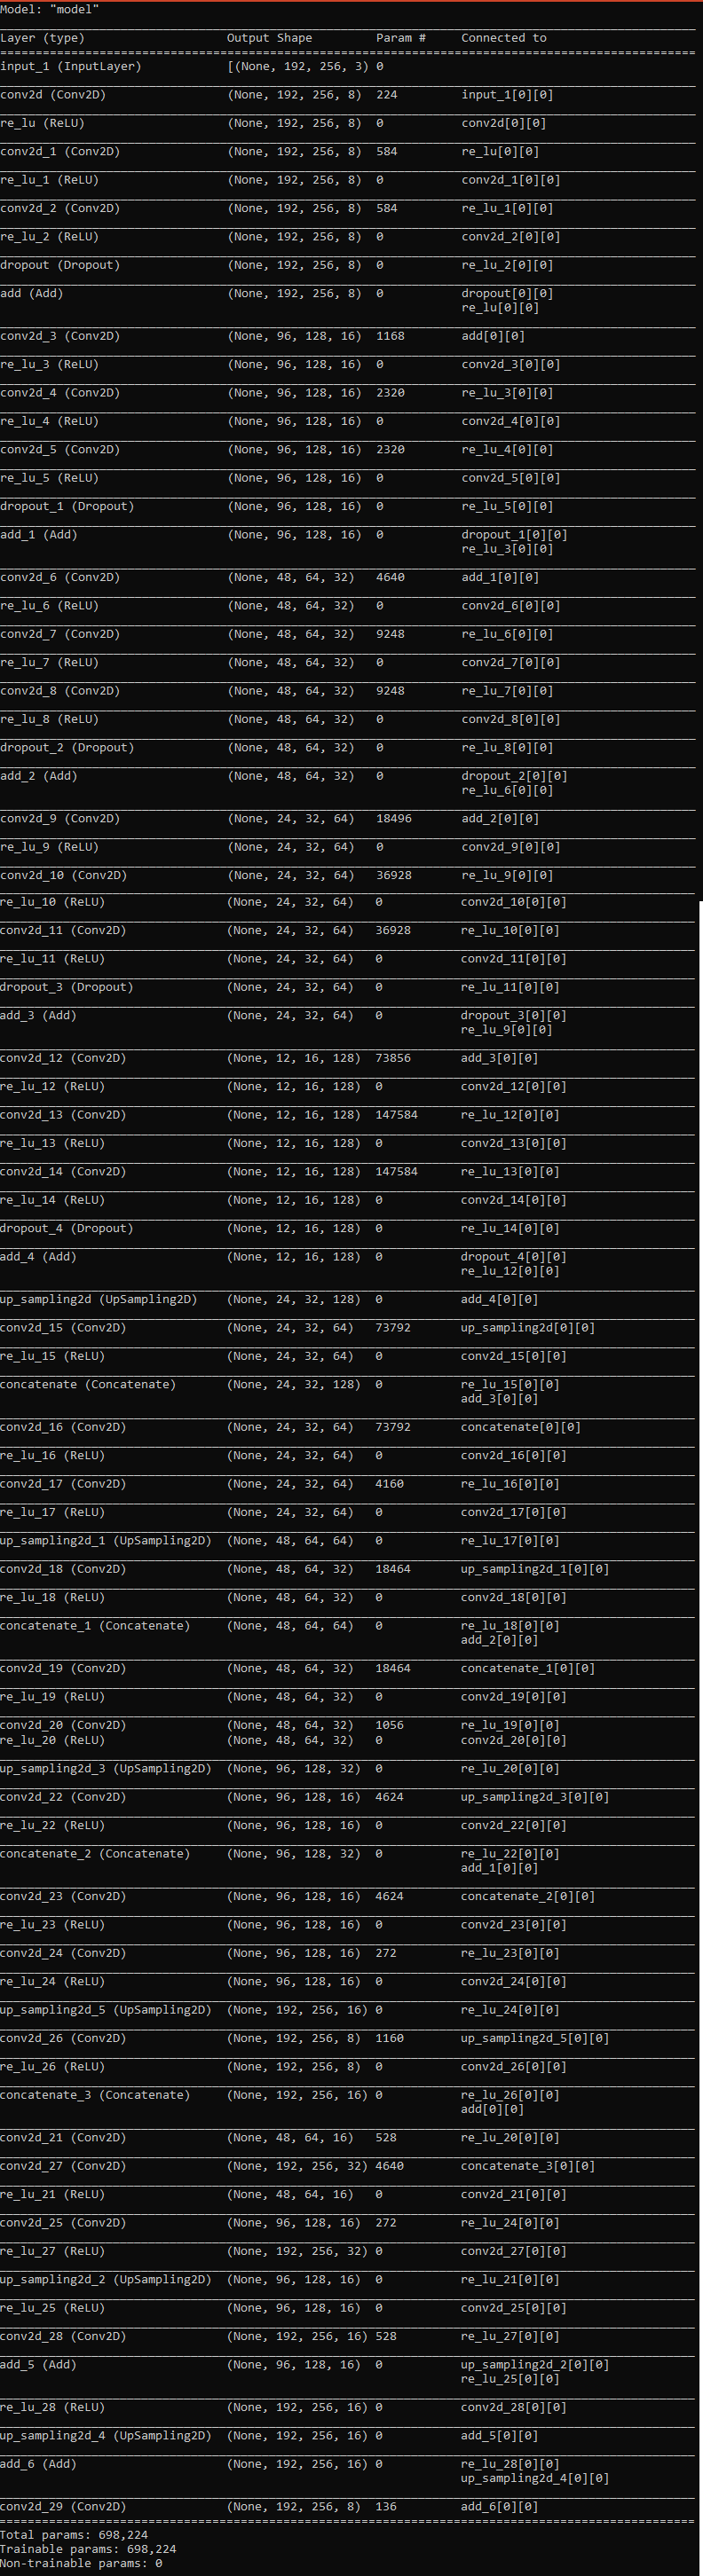 Model: "model"
Layer (type) Output Shape Param # Connected to
input_1 (InputLayer) [(None, 192, 256, 3) 0
conv2d (Conv2D) (None, 192, 256, 8) 224 input_1[0][0]
re_lu (ReLU) (None, 192, 256, 8) 0 conv2d[0][0]
conv2d_1 (Conv2D) (None, 192, 256, 8) 584 re_lu[0][0]
re_lu_1 (ReLU) (None, 192, 256, 8) 0 conv2d_1[0][0]
conv2d_2 (Conv2D) (None, 192, 256, 8) 584 re_lu_1[0][0]
re_lu_2 (ReLU) (None, 192, 256, 8) 0 conv2d_2[0][0]
dropout (Dropout) (None, 192, 256, 8) 0 re_lu_2[0][0]
add (Add) (None, 192, 256, 8) 0 dropout[0][0]
re_lu[0][0]
conv2d_3 (Conv2D) (None, 96, 128, 16) 1168 add[0][0]
re_lu_3 (ReLU) (None, 96, 128, 16) 0 conv2d_3[0][0]
conv2d_4 (Conv2D) (None, 96, 128, 16) 2320 re_lu_3[0][0]
re_lu_4 (ReLU) (None, 96, 128, 16) 0 conv2d_4[0][0]
conv2d_5 (Conv2D) (None, 96, 128, 16) 2320 re_lu_4[0][0]
re_lu_5 (ReLU) (None, 96, 128, 16) 0 conv2d_5[0][0]
dropout_1 (Dropout) (None, 96, 128, 16) 0 re_lu_5[0][0]
add_1 (Add) (None, 96, 128, 16) 0 dropout_1[0][0]
re_lu_3[0][0]
conv2d_6 (Conv2D) (None, 48, 64, 32) 4640 add_1[0][0]
re_lu_6 (ReLU) (None, 48, 64, 32) 0 conv2d_6[0][0]
conv2d_7 (Conv2D) (None, 48, 64, 32) 9248 re_lu_6[0][0]
re_lu_7 (ReLU) (None, 48, 64, 32) 0 conv2d_7[0][0]
conv2d_8 (Conv2D) (None, 48, 64, 32) 9248 re_lu_7[0][0]
re_lu_8 (ReLU) (None, 48, 64, 32) 0 conv2d_8[0][0]
dropout_2 (Dropout) (None, 48, 64, 32) 0 re_lu_8[0][0]
add_2 (Add) (None, 48, 64, 32) 0 dropout_2[0][0]
re_lu_6[0][0]
conv2d_9 (Conv2D) (None, 24, 32, 64) 18496 add_2[0][0]
re_lu_9 (ReLU) (None, 24, 32, 64) 0 conv2d_9[0][0]
conv2d_10 (Conv2D) (None, 24, 32, 64) 36928 re_lu_9[0][0]
re_lu_10 (ReLU) (None, 24, 32, 64) 0 conv2d_10[0][0]
conv2d_11 (Conv2D) (None, 24, 32, 64) 36928 re_lu_10[0][0]
re_lu_11 (ReLU) (None, 24, 32, 64) 0 conv2d_11[0][0]
dropout_3 (Dropout) (None, 24, 32, 64) 0 re_lu_11[0][0]
add_3 (Add) (None, 24, 32, 64) 0 dropout_3[0][0]
re_lu_9[0][0]
conv2d_12 (Conv2D) (None, 12, 16, 128) 73856 add_3[0][0]
re_lu_12 (ReLU) (None, 12, 16, 128) 0 conv2d_12[0][0]
conv2d_13 (Conv2D) (None, 12, 16, 128) 147584 re_lu_12[0][0]
re_lu_13 (ReLU) (None, 12, 16, 128) 0 conv2d_13[0][0]
conv2d_14 (Conv2D) (None, 12, 16, 128) 147584 re_lu_13[0][0]
re_lu_14 (ReLU) (None, 12, 16, 128) 0 conv2d_14[0][0]
dropout_4 (Dropout) (None, 12, 16, 128) 0 re_lu_14[0][0]
add_4 (Add) (None, 12, 16, 128) 0 dropout_4[0][0]
re_lu_12[0][0]
up_sampling2d (UpSampling2D) (None, 24, 32, 128) 0 add_4[0][0]
conv2d_15 (Conv2D) (None, 24, 32, 64) 73792 up_sampling2d[0][0]
re_lu_15 (ReLU) (None, 24, 32, 64) 0 conv2d_15[0][0]
concatenate (Concatenate) (None, 24, 32, 128) 0 re_lu_15[0][0]
add_3[0][0]
conv2d_16 (Conv2D) (None, 24, 32, 64) 73792 concatenate[0][0]
re_lu_16 (ReLU) (None, 24, 32, 64) 0 conv2d_16[0][0]
conv2d_17 (Conv2D) (None, 24, 32, 64) 4160 re_lu_16[0][0]
re_lu_17 (ReLU) (None, 24, 32, 64) 0 conv2d_17[0][0]
up_sampling2d_1 (UpSampling2D) (None, 48, 64, 64) 0 re_lu_17[0][0]
conv2d_18 (Conv2D) (None, 48, 64, 32) 18464 up_sampling2d_1[0][0]
re_lu_18 (ReLU) (None, 48, 64, 32) 0 conv2d_18[0][0]
concatenate_1 (Concatenate) (None, 48, 64, 64) 0 re_lu_18[0][0]
add_2[0][0]
conv2d_19 (Conv2D) (None, 48, 64, 32) 18464 concatenate_1[0][0]
re_lu_19 (ReLU) (None, 48, 64, 32) 0 conv2d_19[0][0]
conv2d_20 (Conv2D) (None, 48, 64, 32) 1056 re_lu_19[0][0]
re_lu_20 (ReLU) (None, 48, 64, 32) 0 conv2d_20[0][0]
up_sampling2d_3 (UpSampling2D) (None, 96, 128, 32) 0 re_lu_20[0][0]
conv2d_22 (Conv2D) (None, 96, 128, 16) 4624 up_sampling2d_3[0][0]
re_lu_22 (ReLU) (None, 96, 128, 16) 0 conv2d_22[0][0]
concatenate_2 (Concatenate) (None, 96, 128, 32) 0 re_lu_22[0][0]
add_1[0][0]
conv2d_23 (Conv2D) (None, 96, 128, 16) 4624 concatenate_2[0][0]
re_lu_23 (ReLU) (None, 96, 128, 16) 0 conv2d_23[0][0]
conv2d_24 (Conv2D) (None, 96, 128, 16) 272 re_lu_23[0][0]
re_lu_24 (ReLU) (None, 96, 128, 16) 0 conv2d_24[0][0]
up_sampling2d_5 (UpSampling2D) (None, 192, 256, 16) 0 re_lu_24[0][0]
conv2d_26 (Conv2D) (None, 192, 256, 8) 1160 up_sampling2d_5[0][0]
re_lu_26 (ReLU) (None, 192, 256, 8) 0 conv2d_26[0][0]
concatenate_3 (Concatenate) (None, 192, 256, 16) 0 re_lu_26[0][0]
add[0][0]
conv2d_21 (Conv2D) (None, 48, 64, 16) 528 re_lu_20[0][0]
conv2d_27 (Conv2D) (None, 192, 256, 32) 4640 concatenate_3[0][0]
re_lu_21 (ReLU) (None, 48, 64, 16) 0 conv2d_21[0][0]
conv2d_25 (Conv2D) (None, 96, 128, 16) 272 re_lu_24[0][0]
re_lu_27 (ReLU) (None, 192, 256, 32) 0 conv2d_27[0][0]
up_sampling2d_2 (UpSampling2D) (None, 96, 128, 16) 0 re_lu_21[0][0]
re_lu_25 (ReLU) (None, 96, 128, 16) 0 conv2d_25[0][0]
conv2d_28 (Conv2D) (None, 192, 256, 16) 528 re_lu_27[0][0]
add_5 (Add) (None, 96, 128, 16) 0 up_sampling2d_2[0][0]
re_lu_25[0][0]
re_lu_28 (ReLU) (None, 192, 256, 16) 0 conv2d_28[0][0]
up_sampling2d_4 (UpSampling2D) (None, 192, 256, 16) 0 add_5[0][0]
add_6 (Add) (None, 192, 256, 16) 0 re_lu_28[0][0]
up_sampling2d_4[0][0]
conv2d_29 (Conv2D) (None, 192, 256, 8) 136 add_6[0][0]
Total params: 698,224
Trainable params: 698,224
Non-trainable params: 0